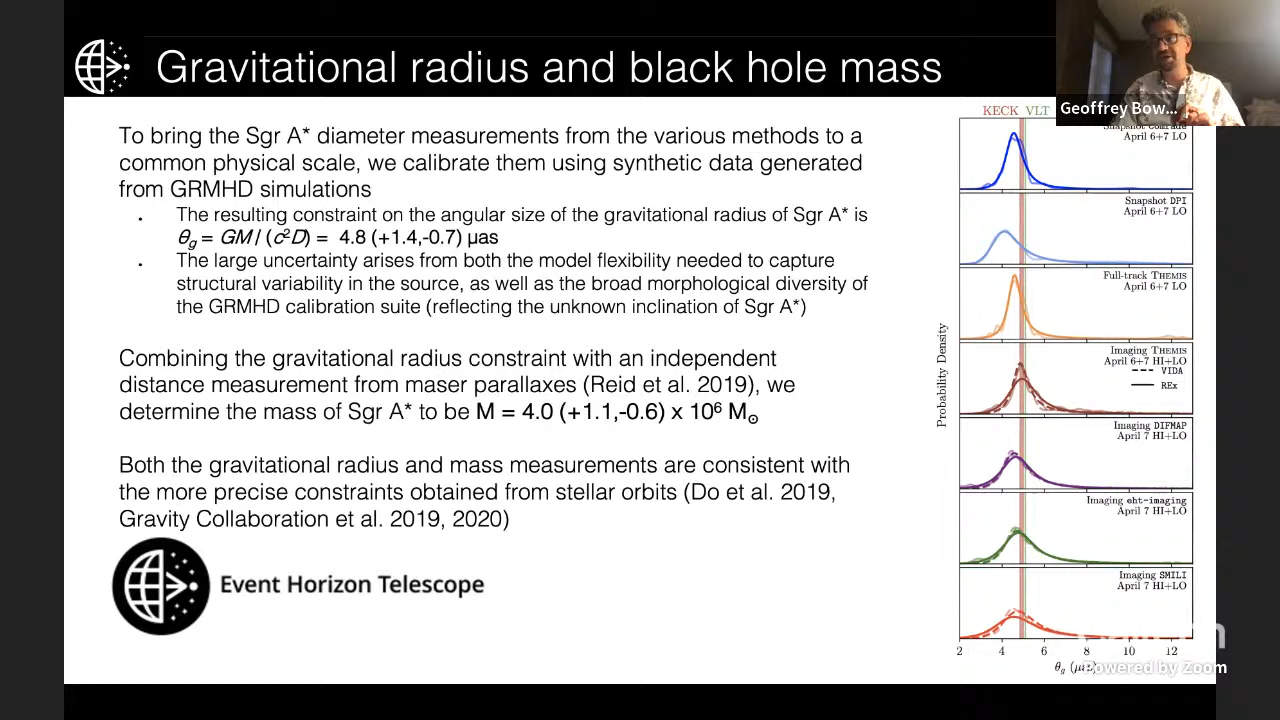 Gravitational radius and black hole mass
Geoffrey Bow...
To bring the Sgr A* diameter measurements from the various methods to a
common physical scale, we calibrate them using synthetic data generated
from GRMHD simulations
• The resulting constraint on the angular size of the gravitational radius of Sgr A* is
θg = GM / (c²D) = 4.8 (+1.4,-0.7) µas
• The large uncertainty arises from both the model flexibility needed to capture
structural variability in the source, as well as the broad morphological diversity of
the GRMHD calibration suite (reflecting the unknown inclination of Sgr A*)
Combining the gravitational radius constraint with an independent
distance measurement from maser parallaxes (Reid et al. 2019), we
determine the mass of Sgr A* to be M = 4.0 (+1.1,-0.6) x 10⁶ M⊙
Both the gravitational radius and mass measurements are consistent with
the more precise constraints obtained from stellar orbits (Do et al. 2019,
Gravity Collaboration et al. 2019, 2020)
Event Horizon Telescope
KECK VLT
Probability Density
Snapshot
April 6+7 LO
Snapshot DPI
April 6+7 LO
Full-track THEMIS
April 6+7 LO
Imaging THEMIS
April 6+7 HI+LO
VIDA
REx
Imaging DIFMAP
April 7 HI+LO
Imaging eht-imaging
April 7 HI+LO
Imaging SMILI
April 7 HI+LO
2 4 6 8 10 12
θg
Powered by Zoom